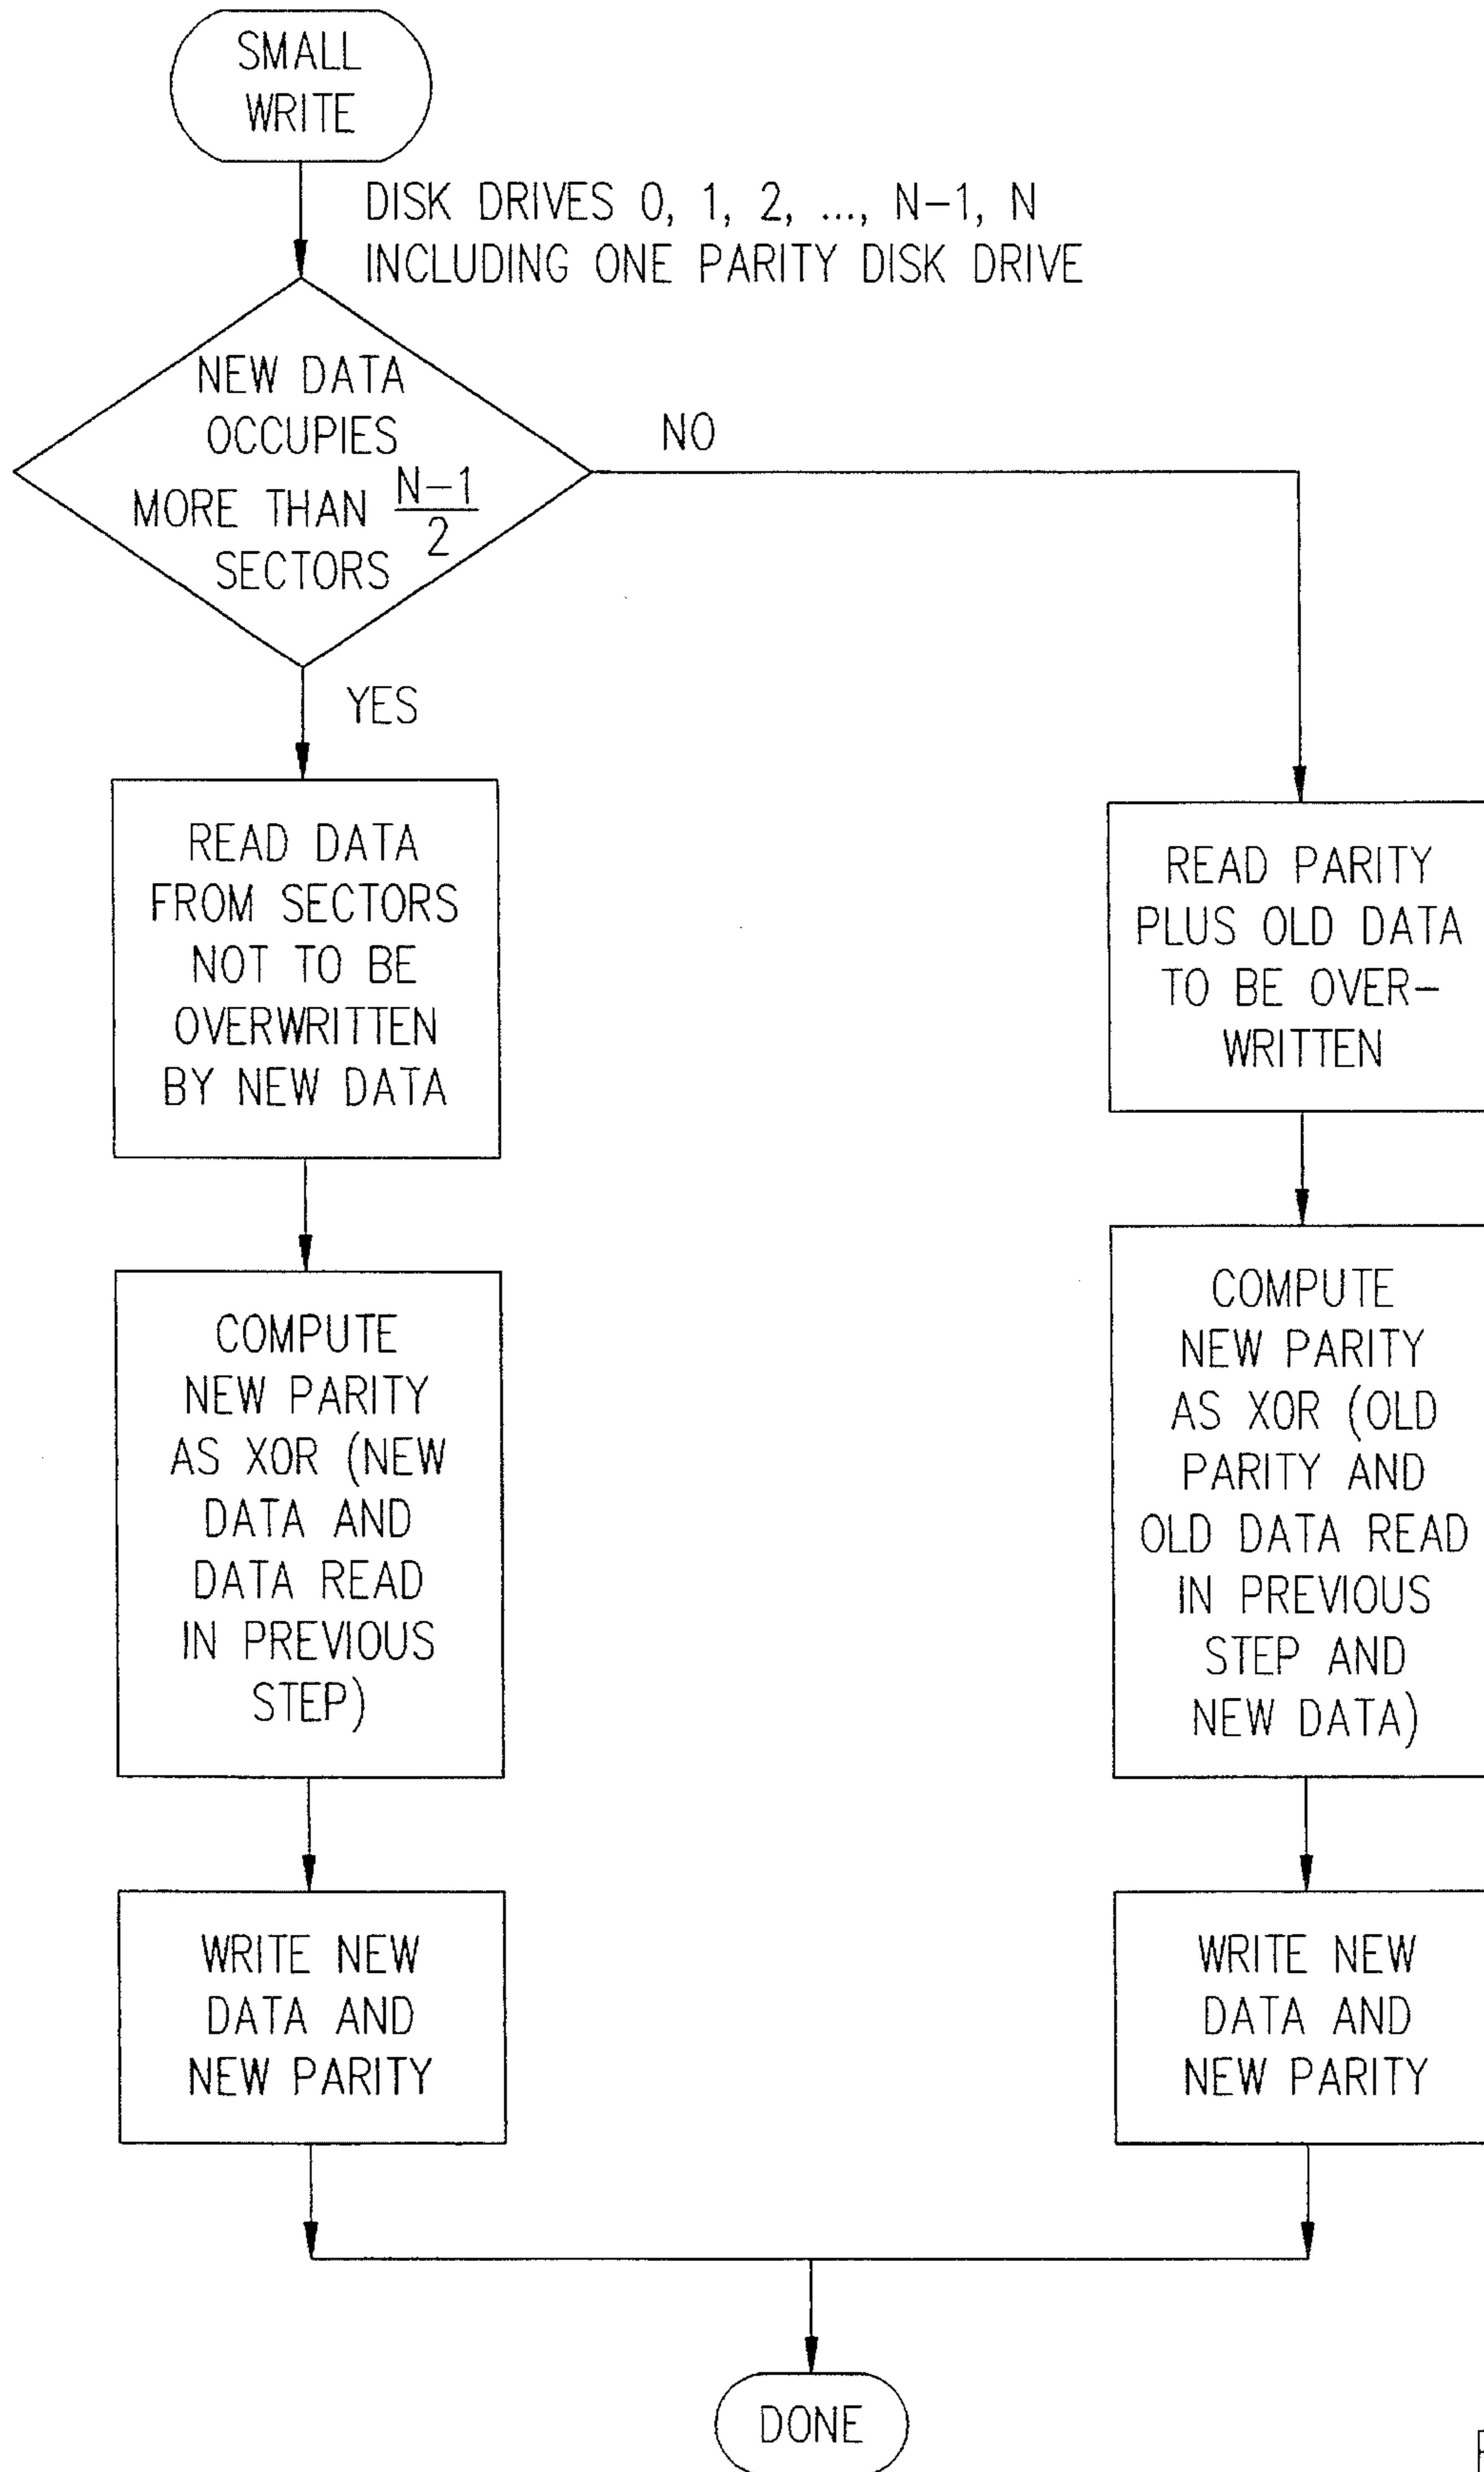 SMALL
WRITE
DISK DRIVES 0, 1, 2, ..., N-1, N
INCLUDING ONE PARITY DISK DRIVE
NEW DATA
OCCUPIES
MORE THAN N-1/2
SECTORS
NO
YES
READ DATA
FROM SECTORS
NOT TO BE
OVERWRITTEN
BY NEW DATA
COMPUTE
NEW PARITY
AS XOR (NEW
DATA AND
DATA READ
IN PREVIOUS
STEP)
WRITE NEW
DATA AND
NEW PARITY
READ PARITY
PLUS OLD DATA
TO BE OVER-
WRITTEN
COMPUTE
NEW PARITY
AS XOR (OLD
PARITY AND
OLD DATA READ
IN PREVIOUS
STEP AND
NEW DATA)
WRITE NEW
DATA AND
NEW PARITY
DONE